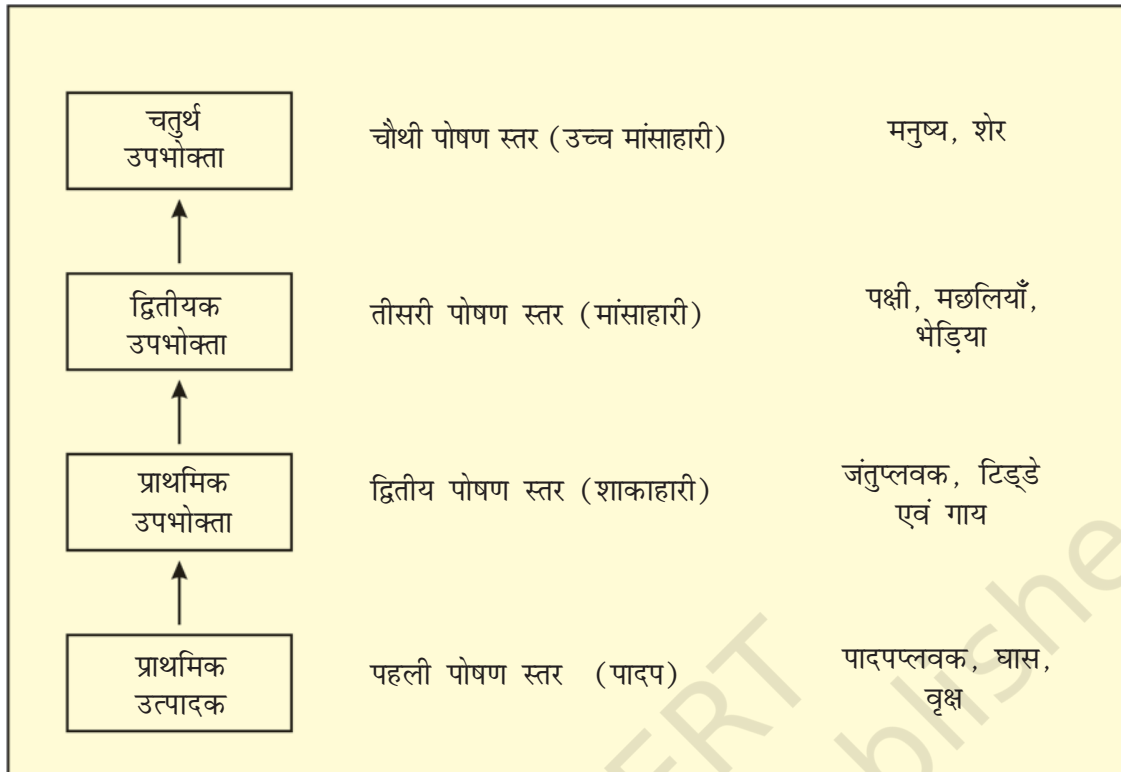 चतुर्थ
उपभोक्ता
चौथी पोषण स्तर (उच्च मांसाहारी)
मनुष्य, शेर
द्वितीयक
उपभोक्ता
तीसरी पोषण स्तर (मांसाहारी)
पक्षी, मछलियाँ,
भेड़िया
प्राथमिक
उपभोक्ता
द्वितीय पोषण स्तर (शाकाहारी)
जंतुप्लवक, टिड्डे
एवं गाय
प्राथमिक
उत्पादक
पहली पोषण स्तर (पादप)
पादपप्लवक, घास,
वृक्ष